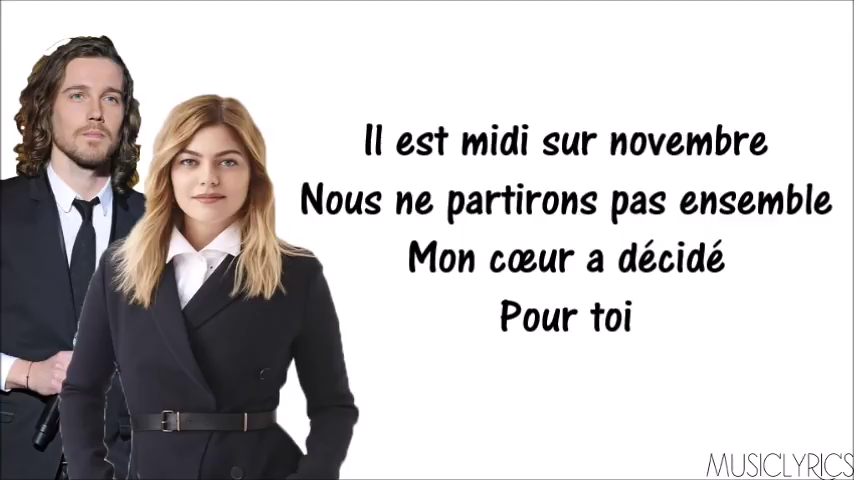 Il est midi sur novembre
Nous ne partirons pas ensemble
Mon cœur a décidé
Pour toi
MUSICLYRICS